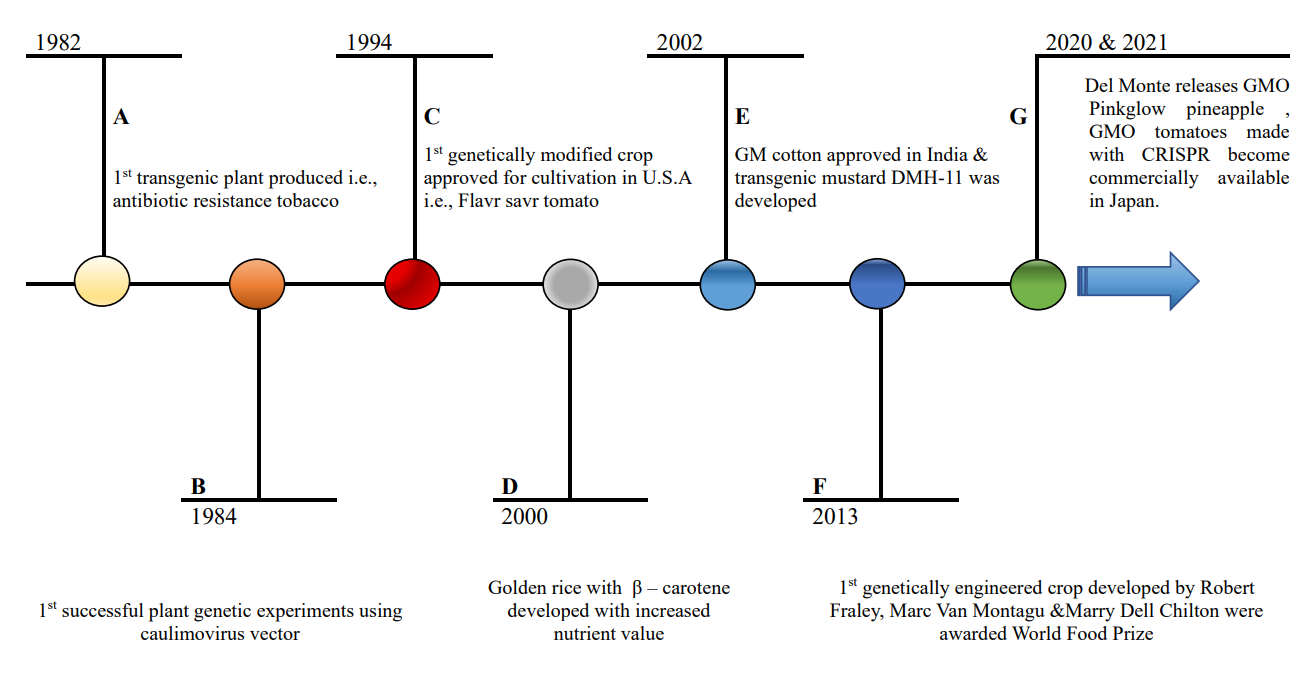 1982
A
1st transgenic plant produced i.e.,
antibiotic resistance tobacco
B
1984
1st successful plant genetic experiments using
caulimovirus vector
1994
C
1st genetically modified crop
approved for cultivation in U.S.A
i.e., Flavr savr tomato
D
2000
Golden rice with β – carotene
developed with increased
nutrient value
2002
E
GM cotton approved in India &
transgenic mustard DMH-11 was
developed
F
2013
1st genetically engineered crop developed by Robert
Fraley, Marc Van Montagu &Marry Dell Chilton were
awarded World Food Prize
2020 & 2021
G
Del Monte releases GMO
Pinkglow pineapple ,
GMO tomatoes made
with CRISPR become
commercially available
in Japan.